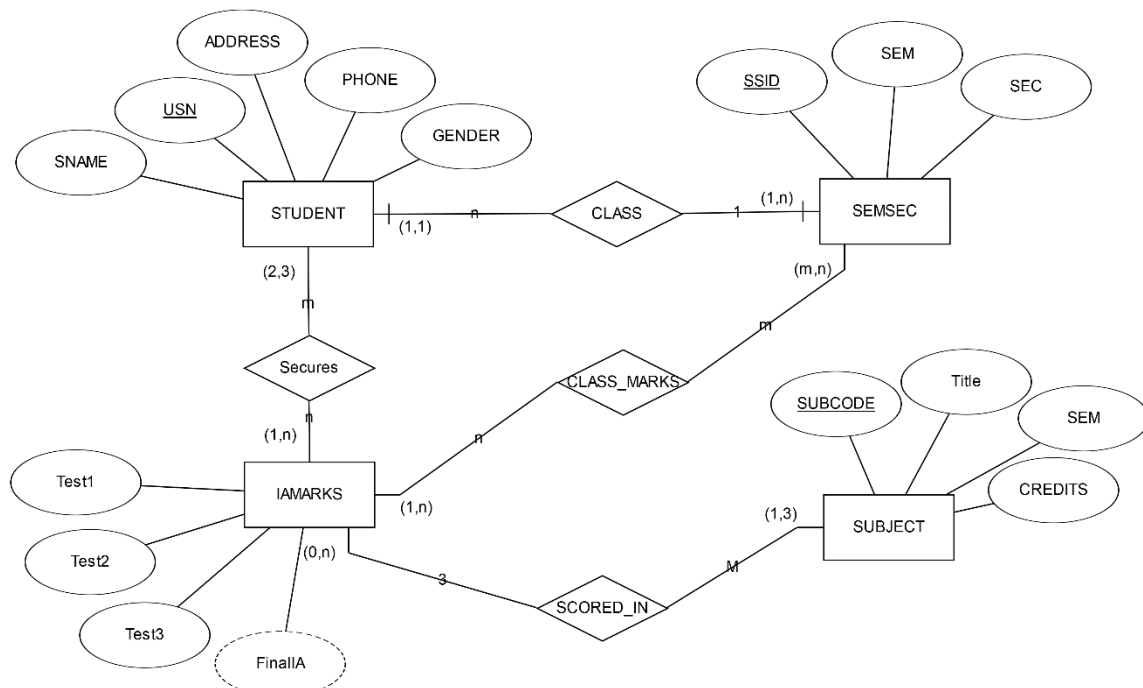 ADDRESS
SEM
PHONE
SSID
SEC
USN
GENDER
SNAME
STUDENT
n
CLASS
1
(1,n)
SEMSEC
(1,1)
(2,3)
(m,n)
m
m
Secures
CLASS_MARKS
Title
SUBCODE
SEM
n
(1,n)
n
Test1
IAMARKS
CREDITS
(1,n)
(1,3)
SUBJECT
Test2
(0,n)
3
M
SCORED_IN
Test3
FinalIA